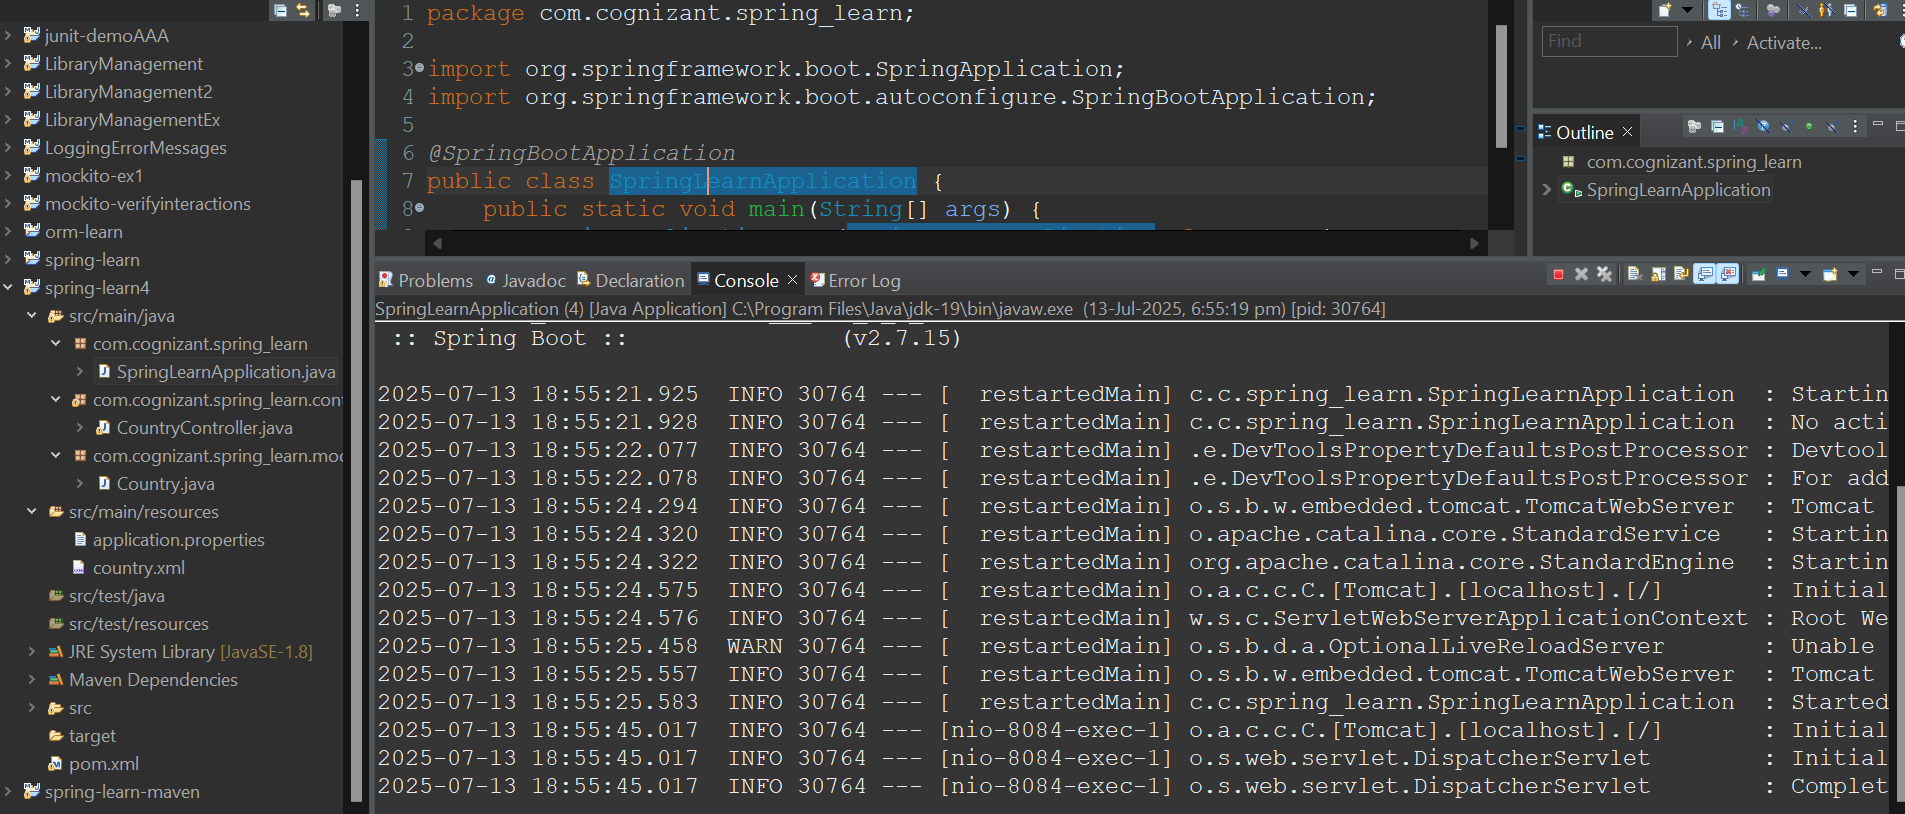 junit-demoAAA
LibraryManagement
LibraryManagement2
LibraryManagementEx
LoggingErrorMessages
mockito-ex1
mockito-verifyinteractions
orm-learn
spring-learn
spring-learn4
src/main/java
com.cognizant.spring_learn
SpringLearnApplication.java
com.cognizant.spring_learn.con
CountryController.java
com.cognizant.spring_learn.mod
Country.java
src/main/resources
application.properties
country.xml
src/test/java
src/test/resources
JRE System Library [JavaSE-1.8]
Maven Dependencies
src
target
pom.xml
spring-learn-maven
1 package com.cognizant.spring_learn;
2
3 import org.springframework.boot.SpringApplication;
4 import org.springframework.boot.autoconfigure.SpringBootApplication;
5
6 @SpringBootApplication
7 public class SpringLearnApplication {
8 public static void main(String[] args) {
Find All Activate...
Outline
com.cognizant.spring_learn
SpringLearnApplication
Problems Javadoc Declaration Console Error Log
SpringLearnApplication (4) [Java Application] C:\Program Files\Java\jdk-19\bin\javaw.exe (13-Jul-2025, 6:55:19 pm) [pid: 30764]
:: Spring Boot :: (v2.7.15)
2025-07-13 18:55:21.925 INFO 30764 --- [ restartedMain] c.c.spring_learn.SpringLearnApplication : Startin
2025-07-13 18:55:21.928 INFO 30764 --- [ restartedMain] c.c.spring_learn.SpringLearnApplication : No acti
2025-07-13 18:55:22.077 INFO 30764 --- [ restartedMain] .e.DevToolsPropertyDefaultsPostProcessor : Devtool
2025-07-13 18:55:22.078 INFO 30764 --- [ restartedMain] .e.DevToolsPropertyDefaultsPostProcessor : For add
2025-07-13 18:55:24.294 INFO 30764 --- [ restartedMain] o.s.b.w.embedded.tomcat.TomcatWebServer : Tomcat
2025-07-13 18:55:24.320 INFO 30764 --- [ restartedMain] o.apache.catalina.core.StandardService : Startin
2025-07-13 18:55:24.322 INFO 30764 --- [ restartedMain] org.apache.catalina.core.StandardEngine : Startin
2025-07-13 18:55:24.575 INFO 30764 --- [ restartedMain] o.a.c.c.C.[Tomcat].[localhost].[/] : Initial
2025-07-13 18:55:24.576 INFO 30764 --- [ restartedMain] w.s.c.ServletWebServerApplicationContext : Root We
2025-07-13 18:55:25.458 WARN 30764 --- [ restartedMain] o.s.b.d.a.OptionalLiveReloadServer : Unable
2025-07-13 18:55:25.557 INFO 30764 --- [ restartedMain] o.s.b.w.embedded.tomcat.TomcatWebServer : Tomcat
2025-07-13 18:55:25.583 INFO 30764 --- [ restartedMain] c.c.spring_learn.SpringLearnApplication : Started
2025-07-13 18:55:45.017 INFO 30764 --- [nio-8084-exec-1] o.a.c.c.C.[Tomcat].[localhost].[/] : Initial
2025-07-13 18:55:45.017 INFO 30764 --- [nio-8084-exec-1] o.s.web.servlet.DispatcherServlet : Initial
2025-07-13 18:55:45.017 INFO 30764 --- [nio-8084-exec-1] o.s.web.servlet.DispatcherServlet : Complet